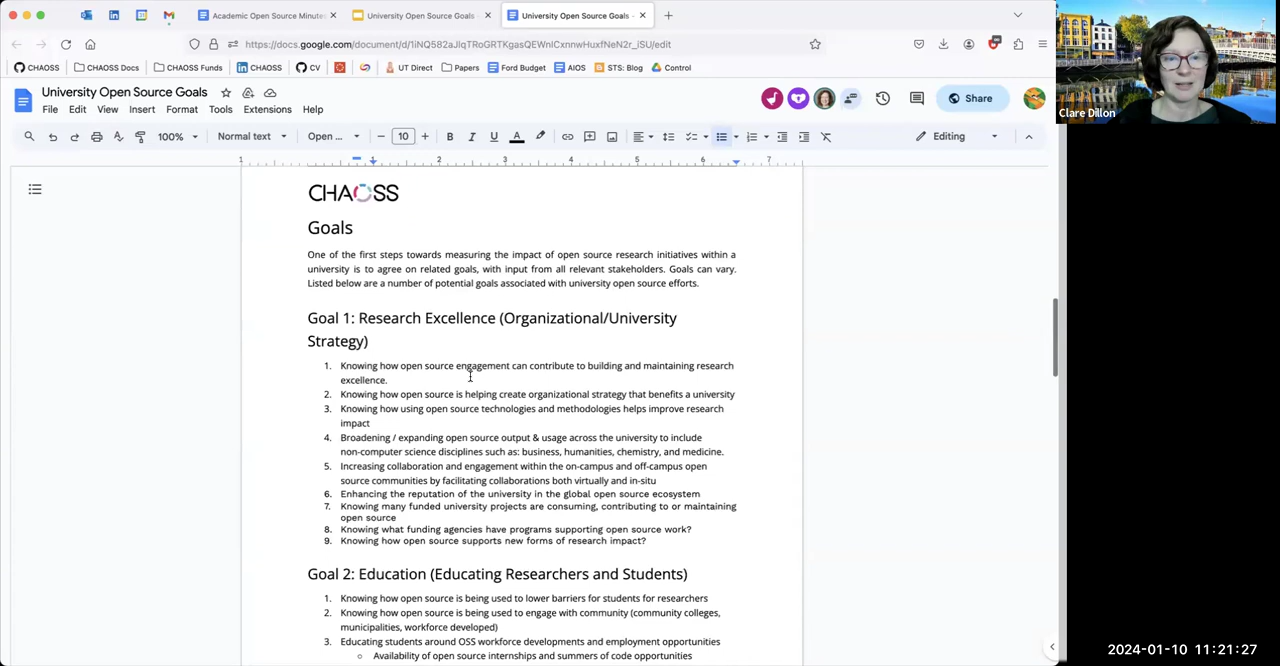 Academic Open Source Minutes
University Open Source Goals
University Open Source Goals -
https://docs.google.com/document/d/1iNQ582aJlqTRoGRTKgasQEWnlCxnnwHuxfNeN2r_iSU/edit
CHAOSS
CHAOSS Docs
CHAOSS Funds
CHAOSS
CV
UT Direct
Papers
Ford Budget
AIOS
STS: Blog
Control
Clare Dillon
University Open Source Goals
File Edit View Insert Format Tools Extensions Help
Share
100% Normal text Open ... 10 Editing
1 1 2 3 4 5 6 7
CHAOSS
Goals
One of the first steps towards measuring the impact of open source research initiatives within a
university is to agree on related goals, with input from all relevant stakeholders. Goals can vary.
Listed below are a number of potential goals associated with university open source efforts.
Goal 1: Research Excellence (Organizational/University
Strategy)
1. Knowing how open source engagement can contribute to building and maintaining research
excellence.
2. Knowing how open source is helping create organizational strategy that benefits a university
3. Knowing how using open source technologies and methodologies helps improve research
impact
4. Broadening / expanding open source output & usage across the university to include
non-computer science disciplines such as: business, humanities, chemistry, and medicine.
5. Increasing collaboration and engagement within the on-campus and off-campus open
source communities by facilitating collaborations both virtually and in-situ
6. Enhancing the reputation of the university in the global open source ecosystem
7. Knowing many funded university projects are consuming, contributing to or maintaining
open source
8. Knowing what funding agencies have programs supporting open source work?
9. Knowing how open source supports new forms of research impact?
Goal 2: Education (Educating Researchers and Students)
1. Knowing how open source is being used to lower barriers for students for researchers
2. Knowing how open source is being used to engage with community (community colleges,
municipalities, workforce developed)
3. Educating students around OSS workforce developments and employment opportunities
○ Availability of open source internships and summers of code opportunities
2024-01-10 11:21:27